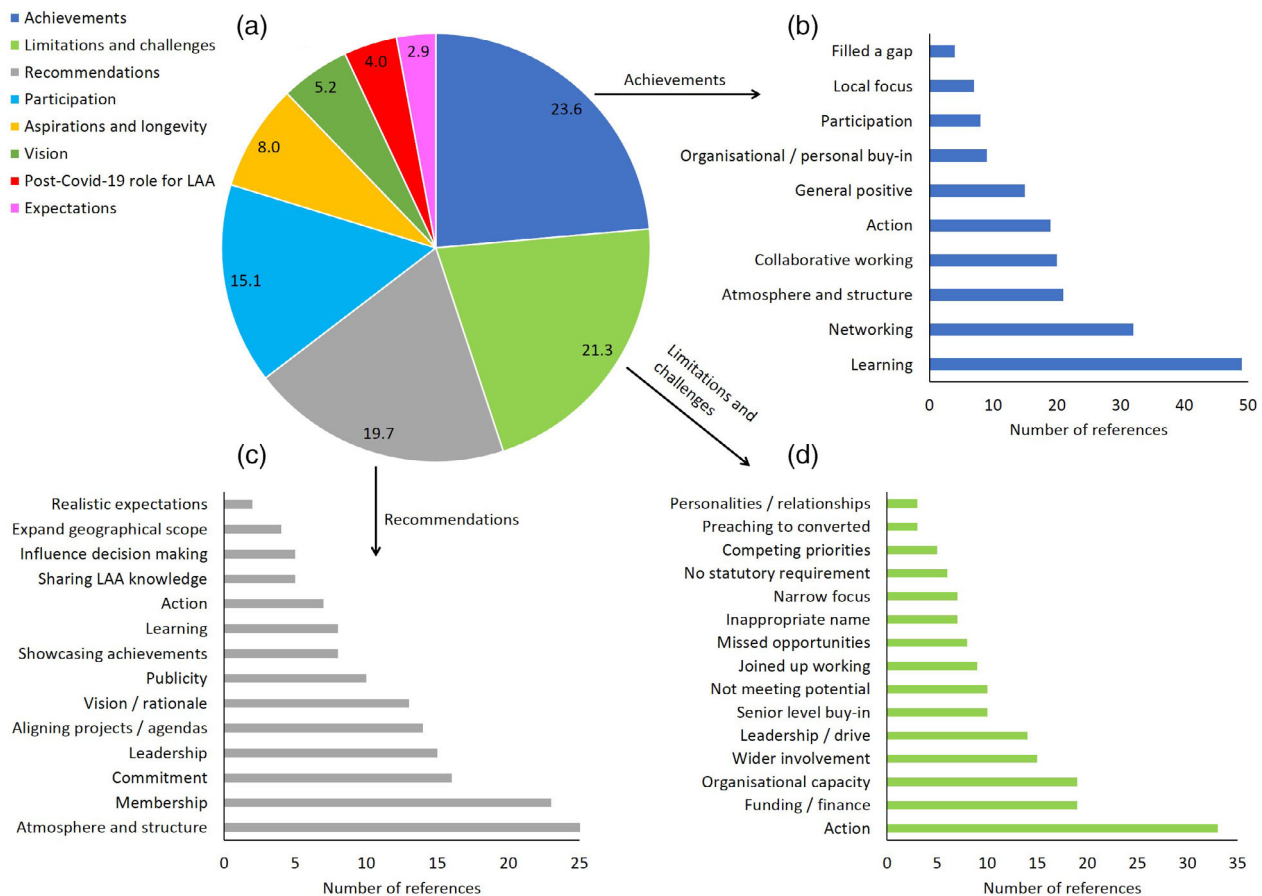 Achievements
Limitations and challenges
Recommendations
Participation
Aspirations and longevity
Vision
Post-Covid-19 role for LAA
Expectations
(a)
23.6
21.3
19.7
15.1
8.0
5.2
4.0
2.9
Achievements
Limitations and
challenges
Recommendations
(b)
Filled a gap
Local focus
Participation
Organisational / personal buy-in
General positive
Action
Collaborative working
Atmosphere and structure
Networking
Learning
0 10 20 30 40 50
Number of references
(c)
Realistic expectations
Expand geographical scope
Influence decision making
Sharing LAA knowledge
Action
Learning
Showcasing achievements
Publicity
Vision / rationale
Aligning projects / agendas
Leadership
Commitment
Membership
Atmosphere and structure
0 5 10 15 20 25
Number of references
(d)
Personalities / relationships
Preaching to converted
Competing priorities
No statutory requirement
Narrow focus
Inappropriate name
Missed opportunities
Joined up working
Not meeting potential
Senior level buy-in
Leadership / drive
Wider involvement
Organisational capacity
Funding / finance
Action
0 5 10 15 20 25 30 35
Number of references